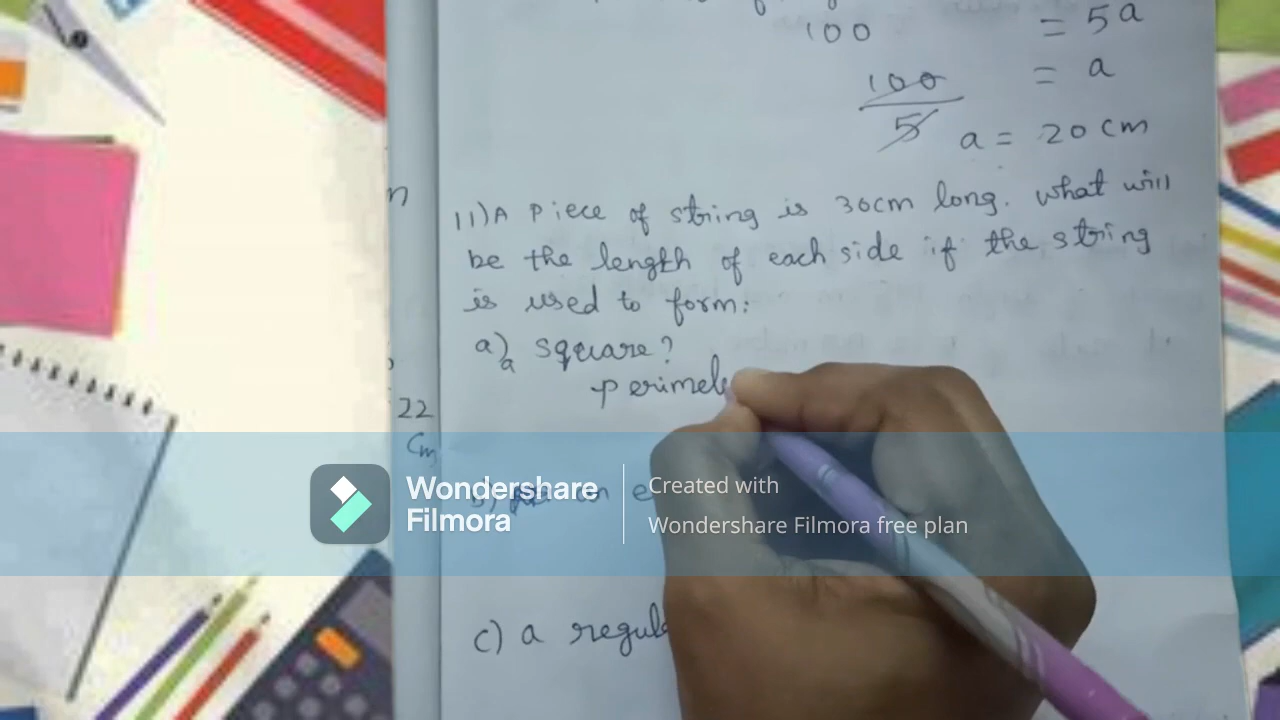 100 = 5a
100/5 = a
a = 20 cm
11) A piece of string is 30cm long. what will
be the length of each side if the string
is used to form:
a) a square?
perimete
n
22
cm
b) an e
Wondershare
Filmora
Created with
Wondershare Filmora free plan
c) a regul